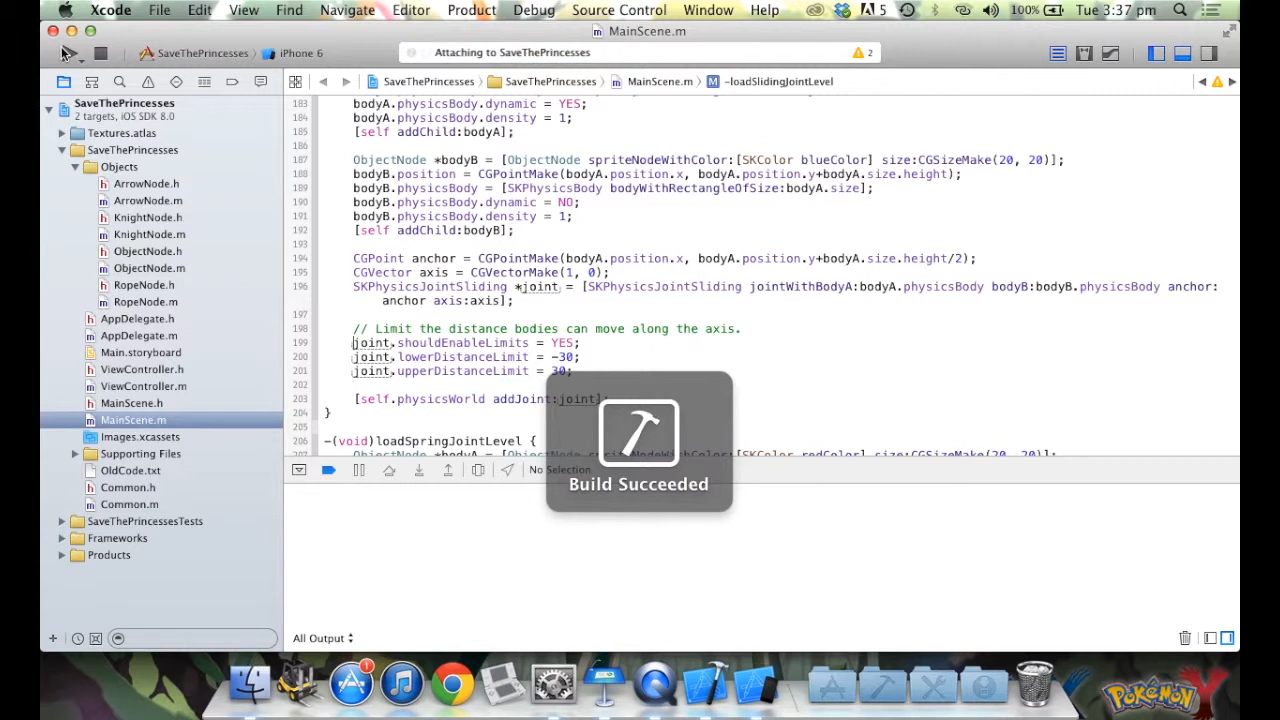 Xcode File Edit View Find Navigate Editor Product Debug Source Control Window Help 5 100% Tue 3:37 pm
MainScene.m
SaveThePrincesses iPhone 6 Attaching to SaveThePrincesses 2
SaveThePrincesses SaveThePrincesses MainScene.m M -loadSlidingJointLevel
SaveThePrincesses
2 targets, iOS SDK 8.0
Textures.atlas
SaveThePrincesses
Objects
h ArrowNode.h
m ArrowNode.m
h KnightNode.h
m KnightNode.m
h ObjectNode.h
m ObjectNode.m
h RopeNode.h
m RopeNode.m
h AppDelegate.h
m AppDelegate.m
Main.storyboard
h ViewController.h
m ViewController.m
h MainScene.h
m MainScene.m
Images.xcassets
Supporting Files
OldCode.txt
h Common.h
m Common.m
SaveThePrincessesTests
Frameworks
Products
183 bodyA.physicsBody.dynamic = YES;
184 bodyA.physicsBody.density = 1;
185 [self addChild:bodyA];
186
187 ObjectNode *bodyB = [ObjectNode spriteNodeWithColor:[SKColor blueColor] size:CGSizeMake(20, 20)];
188 bodyB.position = CGPointMake(bodyA.position.x, bodyA.position.y+bodyA.size.height);
189 bodyB.physicsBody = [SKPhysicsBody bodyWithRectangleOfSize:bodyA.size];
190 bodyB.physicsBody.dynamic = NO;
191 bodyB.physicsBody.density = 1;
192 [self addChild:bodyB];
193
194 CGPoint anchor = CGPointMake(bodyA.position.x, bodyA.position.y+bodyA.size.height/2);
195 CGVector axis = CGVectorMake(1, 0);
196 SKPhysicsJointSliding *joint = [SKPhysicsJointSliding jointWithBodyA:bodyA.physicsBody bodyB:bodyB.physicsBody anchor:
anchor axis:axis];
197
198 // Limit the distance bodies can move along the axis.
199 joint.shouldEnableLimits = YES;
200 joint.lowerDistanceLimit = -30;
201 joint.upperDistanceLimit = 30;
203 [self.physicsWorld addJoint:joint];
204 }
205
206 -(void)loadSpringJointLevel {
No Selection
Build Succeeded
All Output
1
POKéMON Y